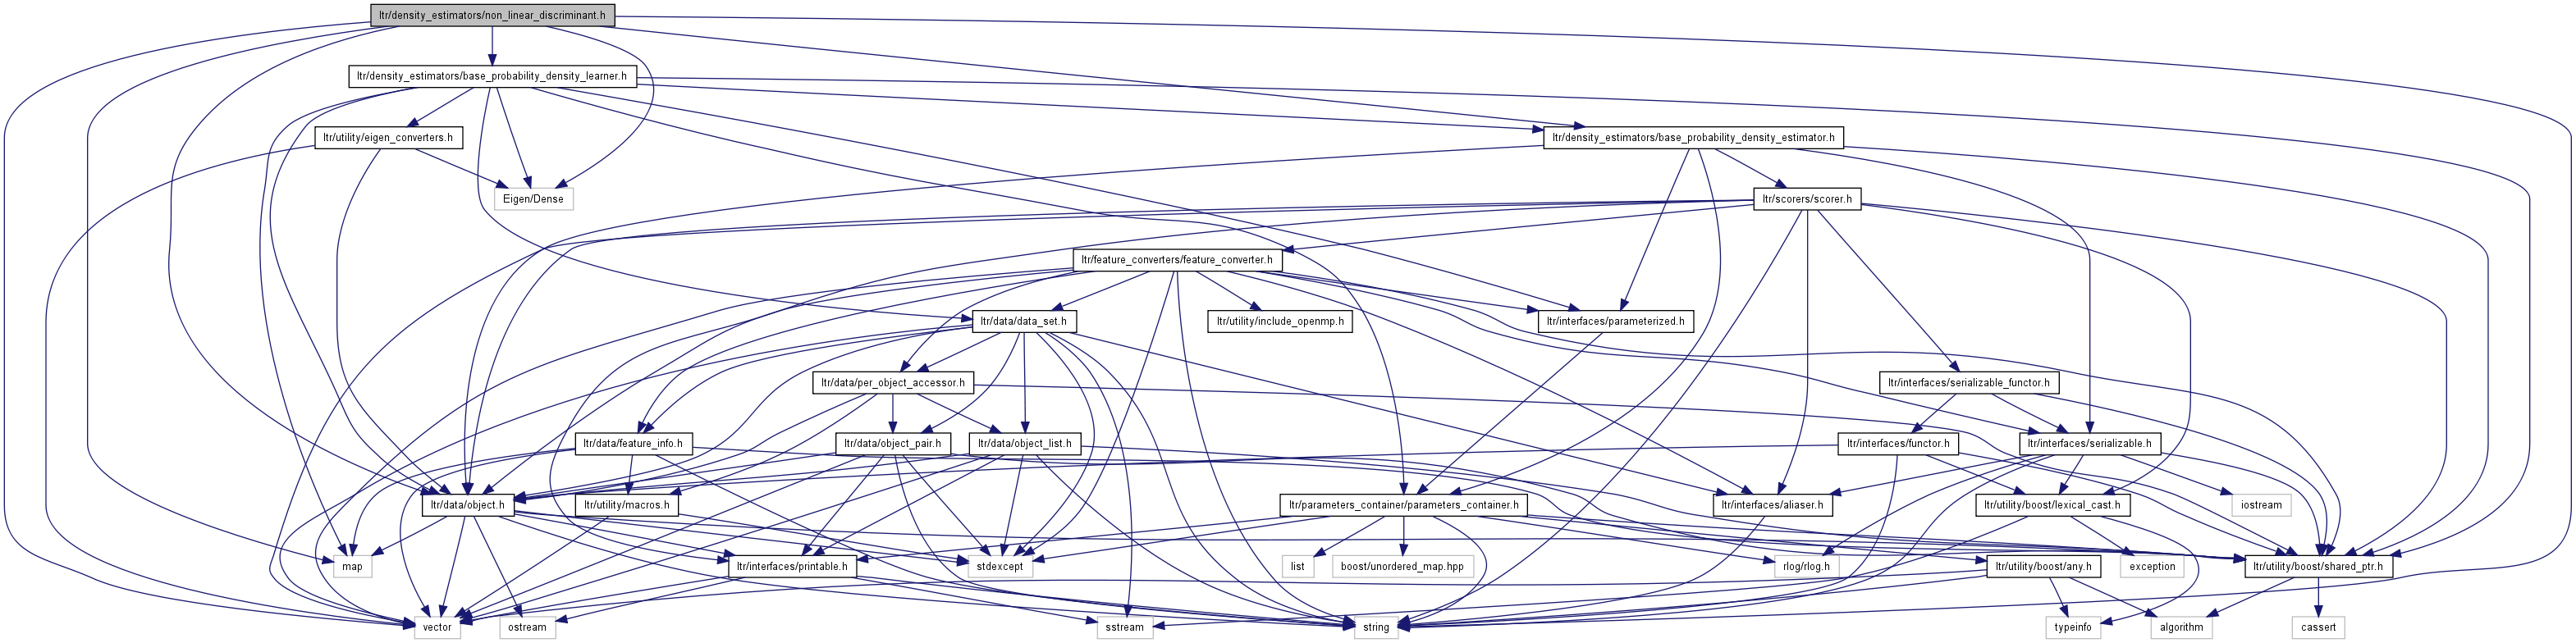 ltr/density_estimators/non_linear_discriminant.h
ltr/density_estimators/base_probability_density_learner.h
ltr/utility/eigen_converters.h
ltr/density_estimators/base_probability_density_estimator.h
Eigen/Dense
ltr/scorers/scorer.h
ltr/feature_converters/feature_converter.h
ltr/data/data_set.h
ltr/utility/include_openmp.h
ltr/interfaces/parameterized.h
ltr/data/per_object_accessor.h
ltr/interfaces/serializable_functor.h
ltr/data/feature_info.h
ltr/data/object_pair.h
ltr/data/object_list.h
ltr/interfaces/functor.h
ltr/interfaces/serializable.h
ltr/data/object.h
ltr/utility/macros.h
ltr/parameters_container/parameters_container.h
ltr/interfaces/aliaser.h
ltr/utility/boost/lexical_cast.h
iostream
map
ltr/interfaces/printable.h
stdexcept
list
boost/unordered_map.hpp
rlog/rlog.h
ltr/utility/boost/any.h
exception
ltr/utility/boost/shared_ptr.h
vector
ostream
sstream
string
typeinfo
algorithm
cassert